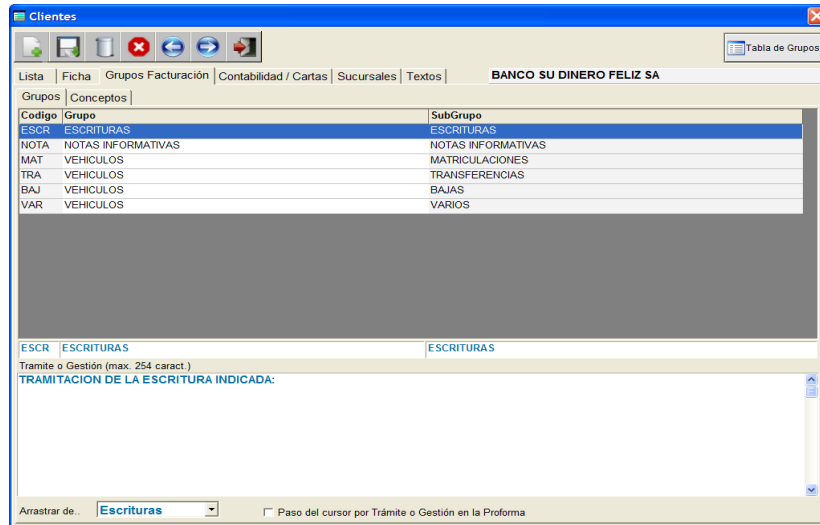 Clientes
Tabla de Grupos
Lista Ficha Grupos Facturación Contabilidad / Cartas Sucursales Textos BANCO SU DINERO FELIZ SA
Grupos Conceptos
Codigo Grupo SubGrupo
ESCR ESCRITURAS ESCRITURAS
NOTA NOTAS INFORMATIVAS NOTAS INFORMATIVAS
MAT VEHICULOS MATRICULACIONES
TRA VEHICULOS TRANSFERENCIAS
BAJ VEHICULOS BAJAS
VAR VEHICULOS VARIOS
ESCR ESCRITURAS ESCRITURAS
Tramite o Gestión (max. 254 caract.)
TRAMITACION DE LA ESCRITURA INDICADA:
Arrastrar de.. Escrituras Paso del cursor por Trámite o Gestión en la Proforma